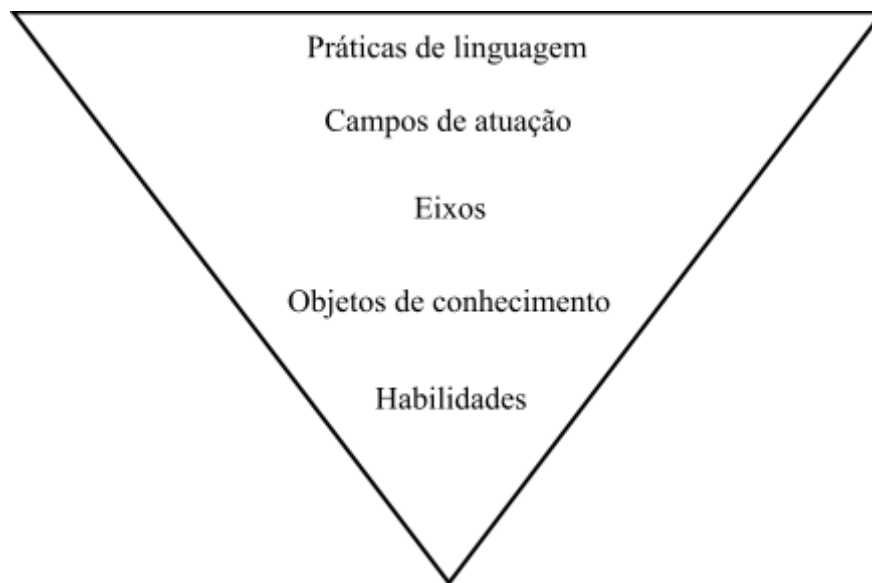 Práticas de linguagem
Campos de atuação
Eixos
Objetos de conhecimento
Habilidades